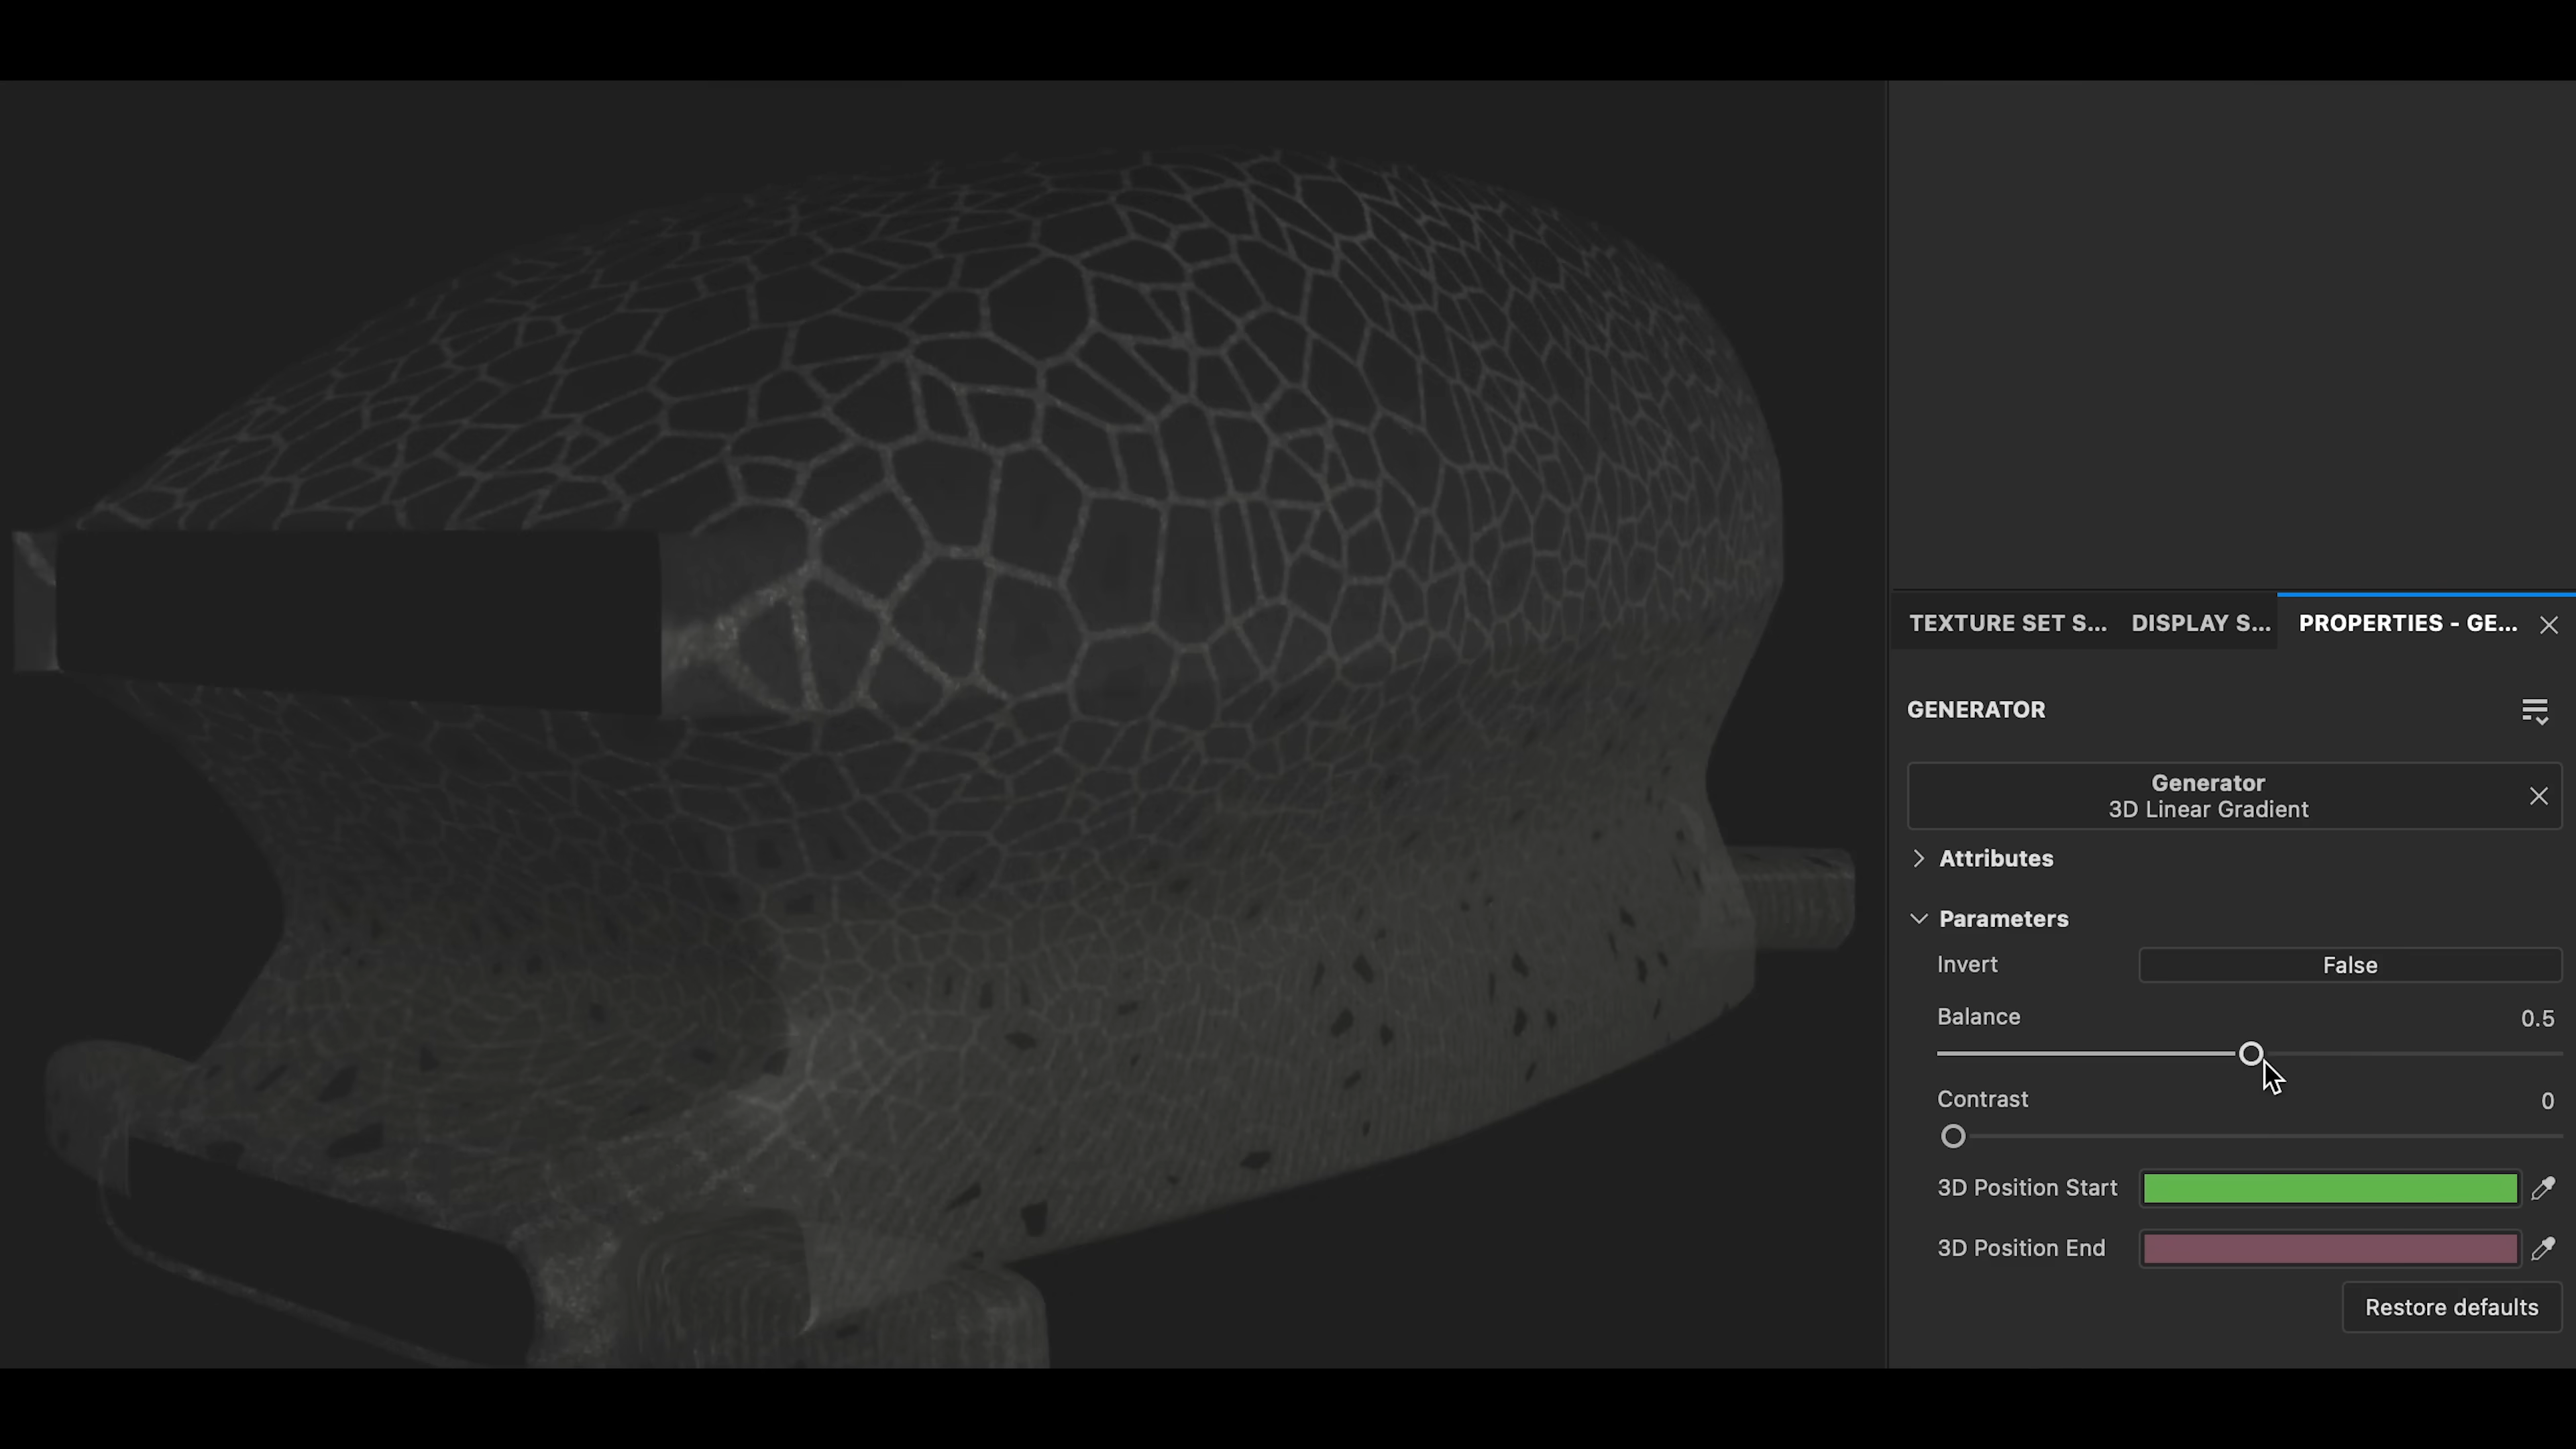 TEXTURE SET S... DISPLAY S... PROPERTIES - GE...
GENERATOR
Generator
3D Linear Gradient
Attributes
Parameters
Invert False
Balance 0.5
Contrast 0
3D Position Start
3D Position End
Restore defaults